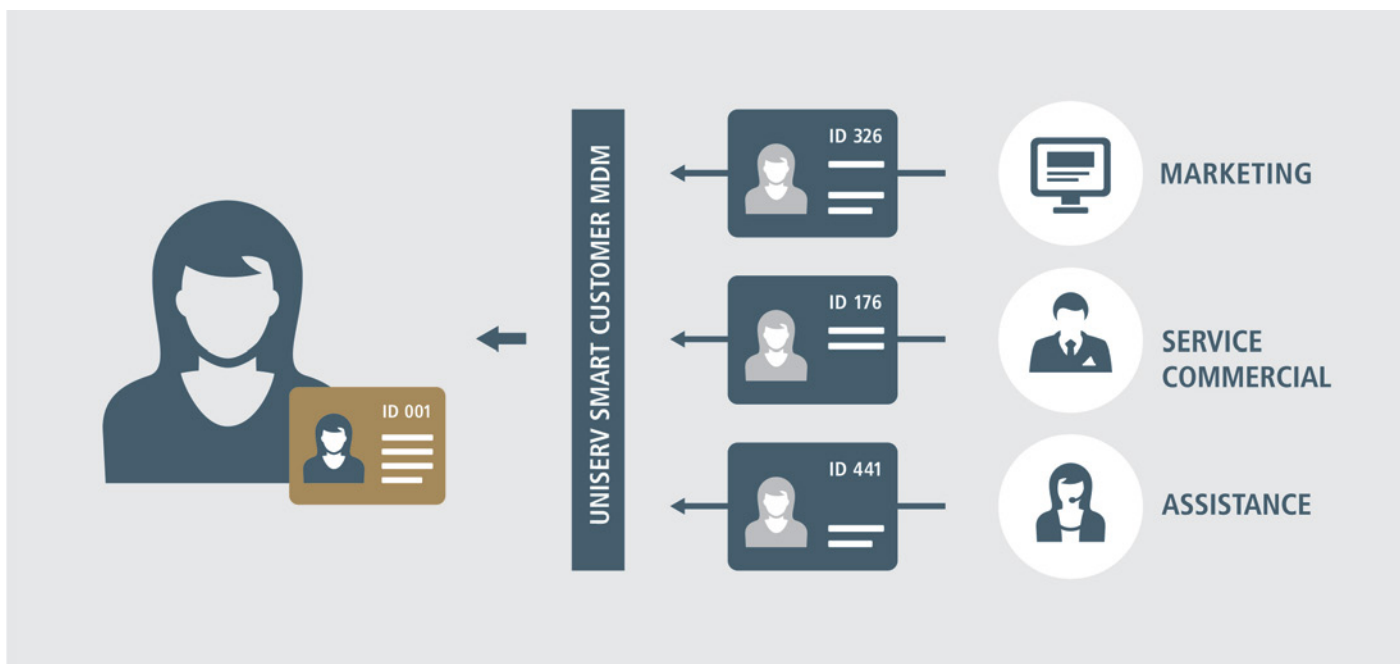 ID 001
UNISERV SMART CUSTOMER MDM
ID 326
MARKETING
ID 176
SERVICE
COMMERCIAL
ID 441
ASSISTANCE